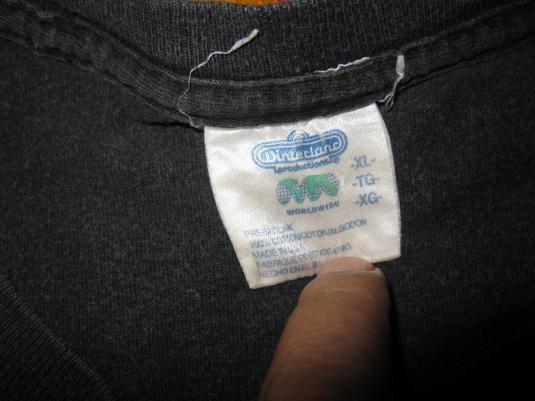 Winterland
productions
-XL-
-TG-
-XG-
WORLDWIDE
PRE-SHRUNK
100% COTTON/COTON/ALGODON
MADE IN U.S.A.
FABRIQUE EN ETATS-UNIS
HECHO EN E.U.